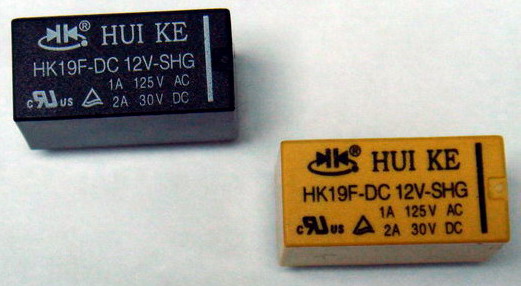 HK® HUI KE
HK19F-DC 12V-SHG
1A 125V AC
c RU US 2A 30V DC
HK® HUI KE
HK19F-DC 12V-SHG
1A 125V AC
c RU US 2A 30V DC